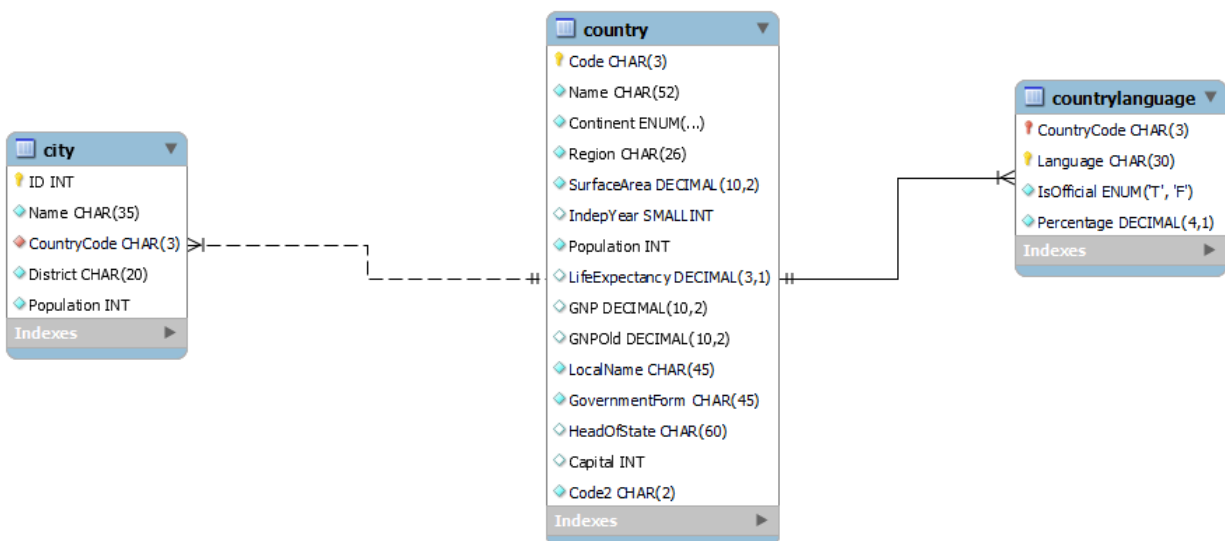 city
ID INT
Name CHAR(35)
CountryCode CHAR(3)
District CHAR(20)
Population INT
Indexes
country
Code CHAR(3)
Name CHAR(52)
Continent ENUM(...)
Region CHAR(26)
SurfaceArea DECIMAL(10,2)
IndepYear SMALLINT
Population INT
LifeExpectancy DECIMAL(3,1)
GNP DECIMAL(10,2)
GNPOld DECIMAL(10,2)
LocalName CHAR(45)
GovernmentForm CHAR(45)
HeadOfState CHAR(60)
Capital INT
Code2 CHAR(2)
Indexes
countrylanguage
CountryCode CHAR(3)
Language CHAR(30)
IsOfficial ENUM('T', 'F')
Percentage DECIMAL(4,1)
Indexes